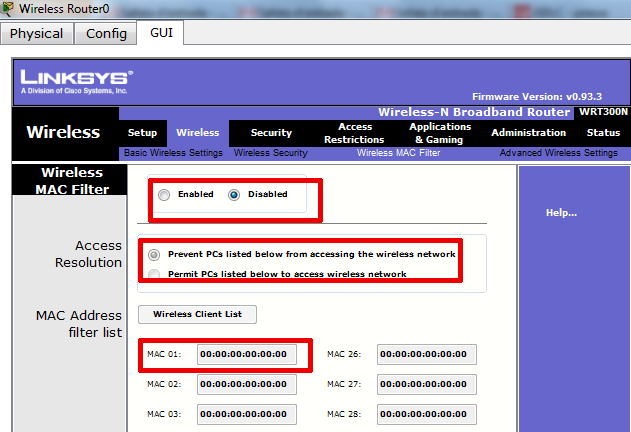 Wireless Router0
Physical Config GUI
LINKSYS®
A Division of Cisco Systems, Inc.
Firmware Version: v0.93.3
Wireless-N Broadband Router WRT300N
Wireless
Setup Wireless Security Access Restrictions Applications & Gaming Administration Status
Basic Wireless Settings Wireless Security Wireless MAC Filter Advanced Wireless Settings
Wireless
MAC Filter
Enabled Disabled
Help...
Access
Resolution
Prevent PCs listed below from accessing the wireless network
Permit PCs listed below to access wireless network
MAC Address
filter list
Wireless Client List
MAC 01: 00:00:00:00:00:00 MAC 26: 00:00:00:00:00:00
MAC 02: 00:00:00:00:00:00 MAC 27: 00:00:00:00:00:00
MAC 03: 00:00:00:00:00:00 MAC 28: 00:00:00:00:00:00